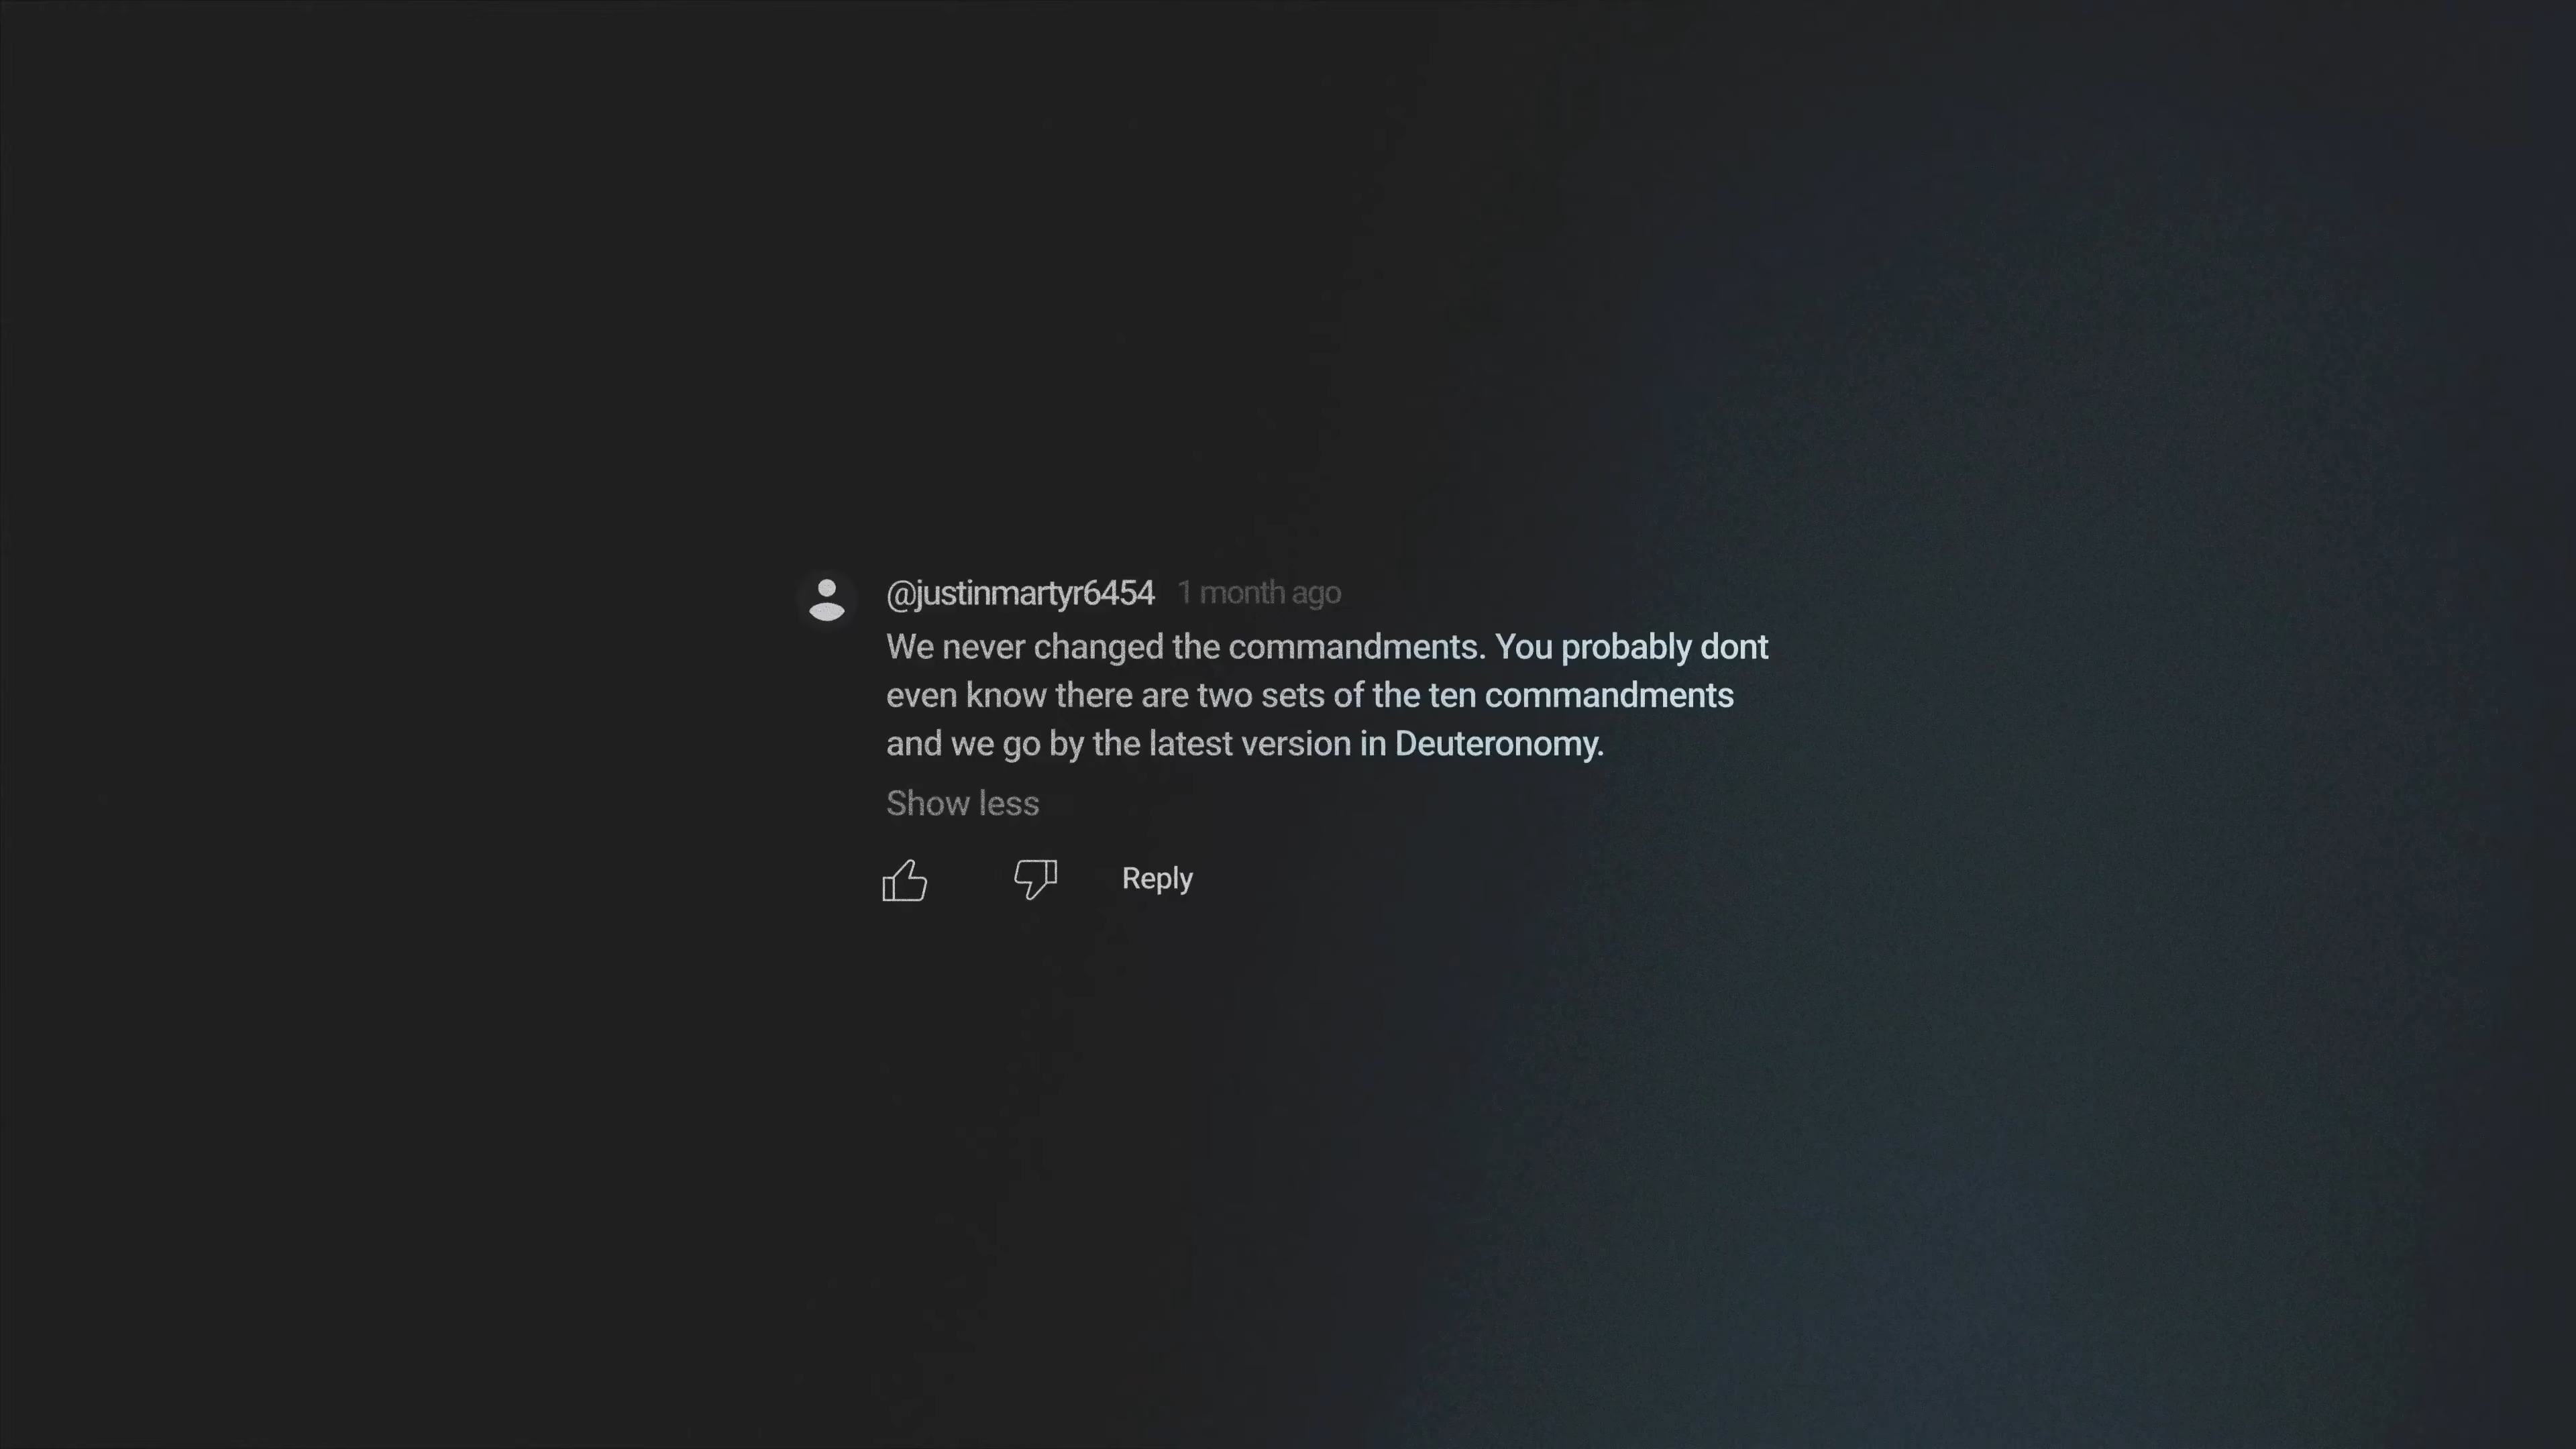 @justinmartyr6454 1 month ago
We never changed the commandments. You probably dont
even know there are two sets of the ten commandments
and we go by the latest version in Deuteronomy.
Show less
Reply